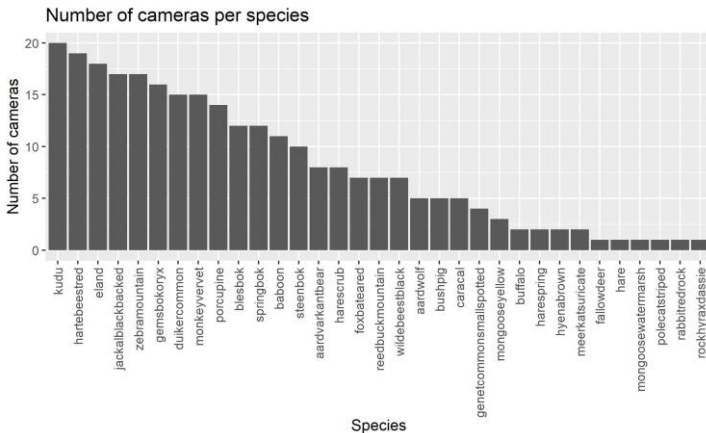 Number of cameras per species
Number of cameras
20
15
10
5
0
kudu
hartebeestred
eland
jackalblackbacked
zebramountain
gemsbokoryx
duikercommon
monkeyvervet
porcupine
blesbok
springbok
baboon
steenbok
aardvarkantbear
harescrub
foxbateared
reedbuckmountain
wildebeestblack
aardwolf
bushpig
caracal
genetcommonsmallspotted
mongooseyellow
buffalo
harespring
hyenabrown
meerkatsuricate
fallowdeer
hare
mongoosewatermarsh
polecatstriped
rabbitredrock
rockhyraxdassie
Species